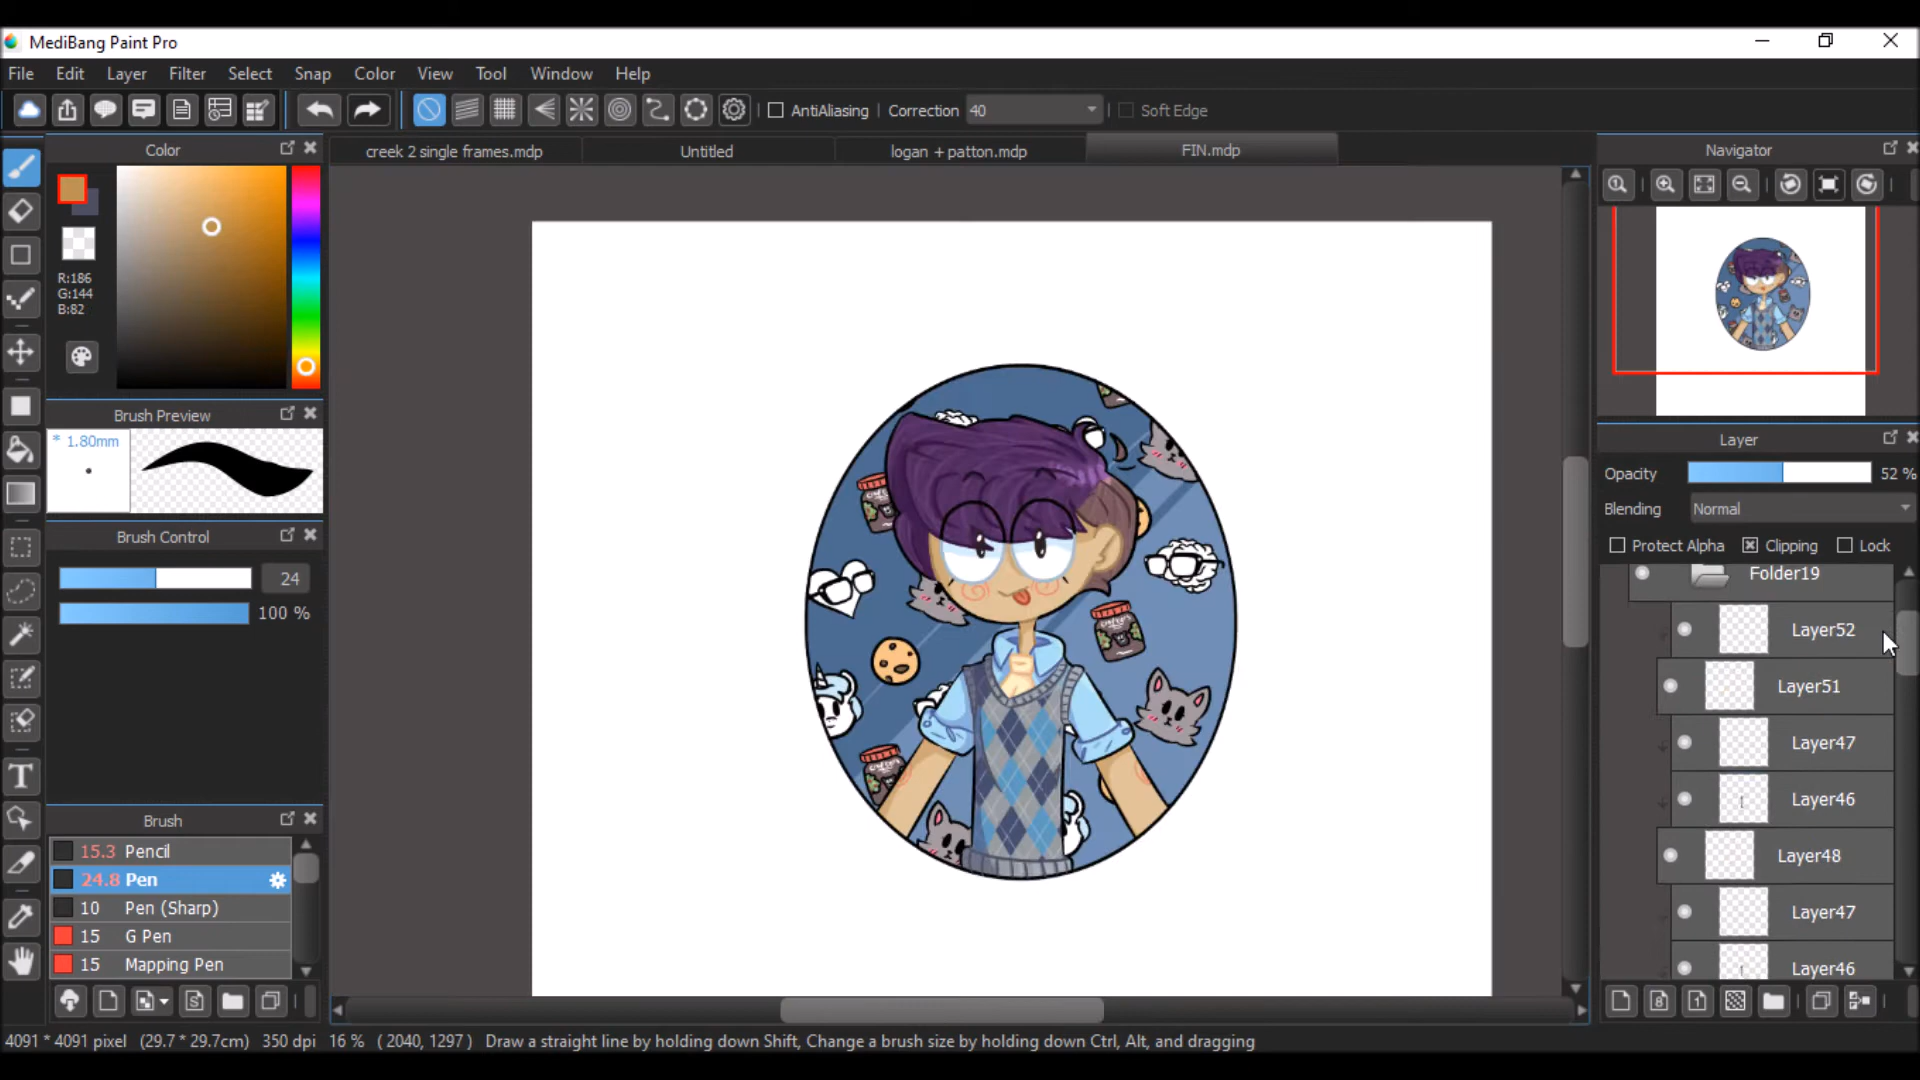 MediBang Paint Pro
File Edit Layer Filter Select Snap Color View Tool Window Help
AntiAliasing Correction 40 Soft Edge
Color
creek 2 single frames.mdp Untitled logan + patton.mdp FIN.mdp
Navigator
R:186
G:144
B:82
Brush Preview
* 1.80mm
Layer
Opacity 52 %
Blending Normal
Protect Alpha Clipping Lock
Brush Control
24
100 %
Folder19
Layer52
Layer51
Layer47
Layer46
Layer48
Layer47
Layer46
Brush
15.3 Pencil
24.8 Pen
10 Pen (Sharp)
15 G Pen
15 Mapping Pen
4091 * 4091 pixel (29.7 * 29.7cm) 350 dpi 16 % ( 2040, 1297 ) Draw a straight line by holding down Shift, Change a brush size by holding down Ctrl, Alt, and dragging